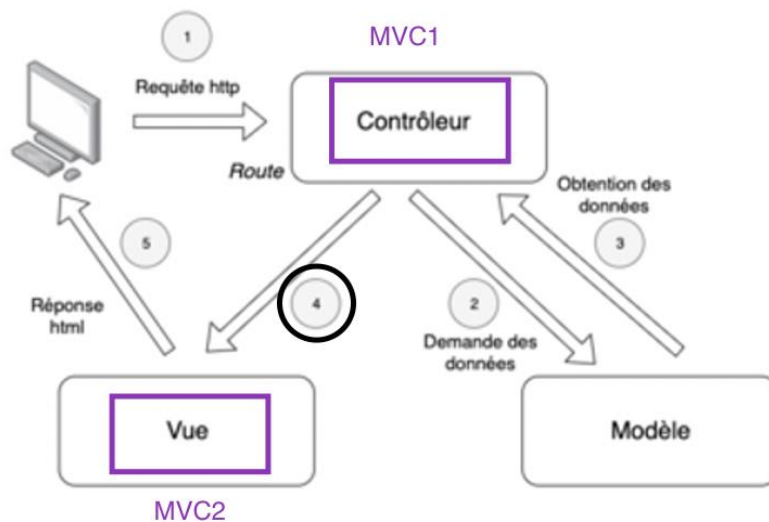 MVC1
1
Requête http
Contrôleur
Route
Obtention des
données
5
3
4
2
Réponse
html
Demande des
données
Vue
Modèle
MVC2